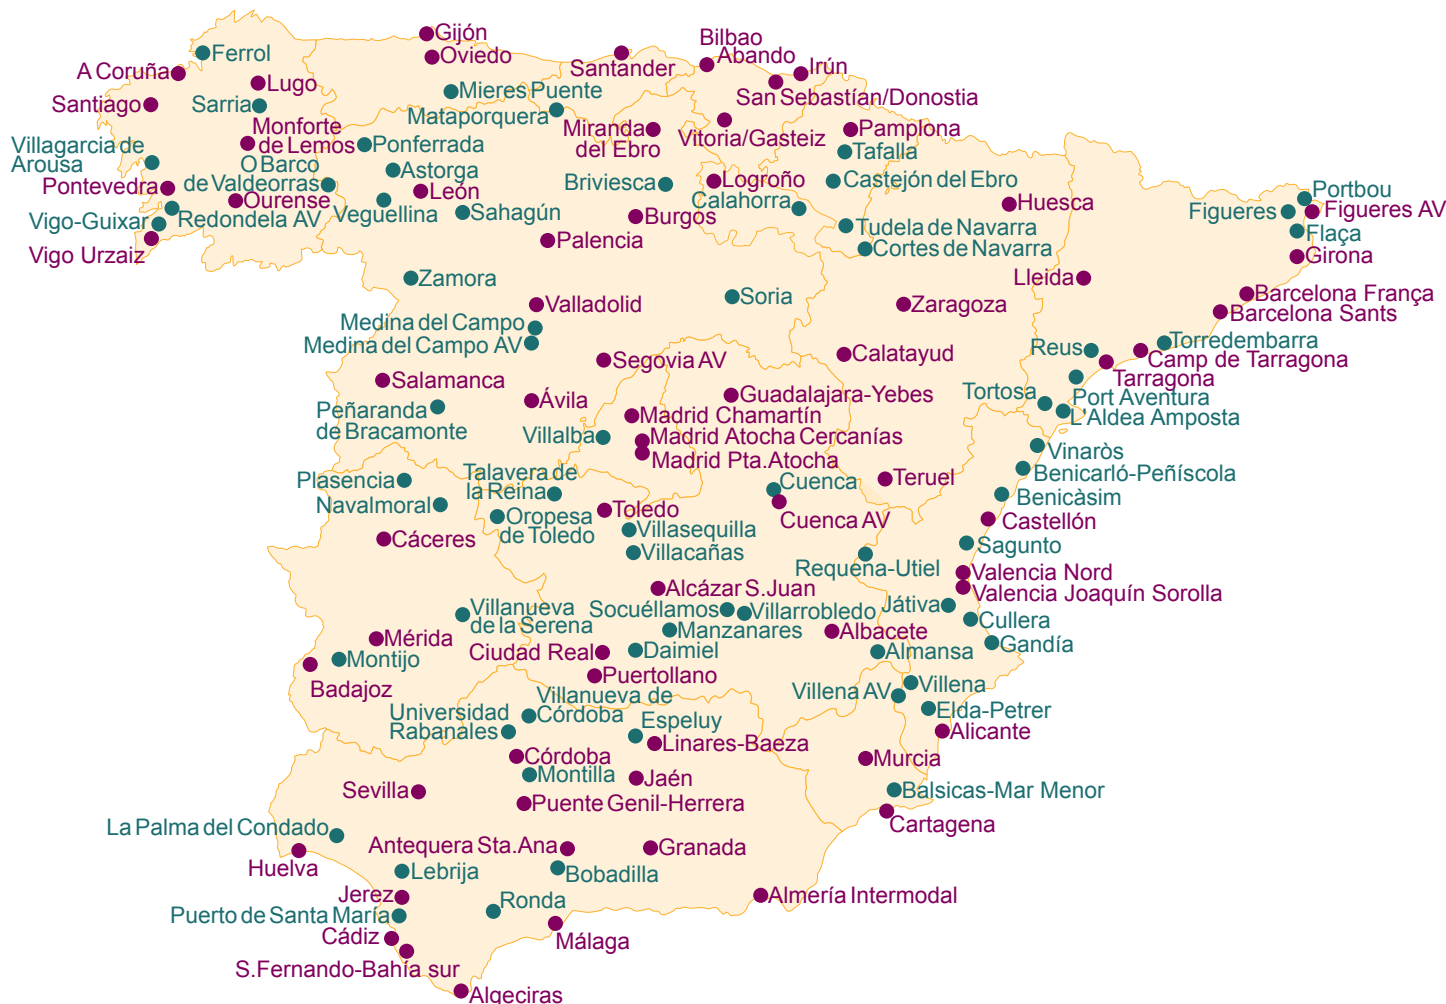 Gijón
Ferrol
Oviedo
Bilbao
Abando
Santander
Irún
A Coruña
Lugo
Mieres Puente
San Sebastían/Donostia
Santiago
Sarria
Mataporquera
Monforte
de Lemos
Miranda
del Ebro
Vitoria/Gasteiz
Pamplona
Villagarcia de
Arousa
Ponferrada
Tafalla
O Barco
de Valdeorras
Astorga
Pontevedra
Ourense
León
Briviesca
Logroño
Castejón del Ebro
Portbou
Vigo-Guixar
Redondela AV
Veguellina
Sahagún
Burgos
Calahorra
Huesca
Figueres
Figueres AV
Vigo Urzaiz
Palencia
Tudela de Navarra
Flaça
Cortes de Navarra
Girona
Zamora
Lleida
Valladolid
Soria
Zaragoza
Barcelona França
Barcelona Sants
Medina del Campo
Medina del Campo AV
Torredembarra
Segovia AV
Calatayud
Reus
Camp de Tarragona
Tarragona
Salamanca
Guadalajara-Yebes
Tortosa
Port Aventura
Peñaranda
de Bracamonte
Ávila
Madrid Chamartín
L'Aldea Amposta
Villalba
Madrid Atocha Cercanías
Madrid Pta.Atocha
Vinaròs
Plasencia
Talavera de
la Reina
Teruel
Benicarló-Peñíscola
Navalmoral
Cuenca
Benicàsim
Oropesa
de Toledo
Toledo
Cuenca AV
Castellón
Cáceres
Villasequilla
Villacañas
Sagunto
Requena-Utiel
Valencia Nord
Alcázar S.Juan
Valencia Joaquín Sorolla
Villanueva
de la Serena
Socuéllamos
Villarrobledo
Játiva
Cullera
Mérida
Manzanares
Albacete
Gandía
Montijo
Ciudad Real
Daimiel
Almansa
Badajoz
Puertollano
Villena AV
Villena
Universidad
Rabanales
Villanueva de
Córdoba
Espeluy
Elda-Petrer
Linares-Baeza
Alicante
Córdoba
Murcia
Montilla
Jaén
Sevilla
Puente Genil-Herrera
Balsicas-Mar Menor
La Palma del Condado
Cartagena
Antequera Sta.Ana
Granada
Huelva
Lebrija
Bobadilla
Jerez
Almería Intermodal
Puerto de Santa María
Ronda
Cádiz
Málaga
S.Fernando-Bahía sur
Algeciras